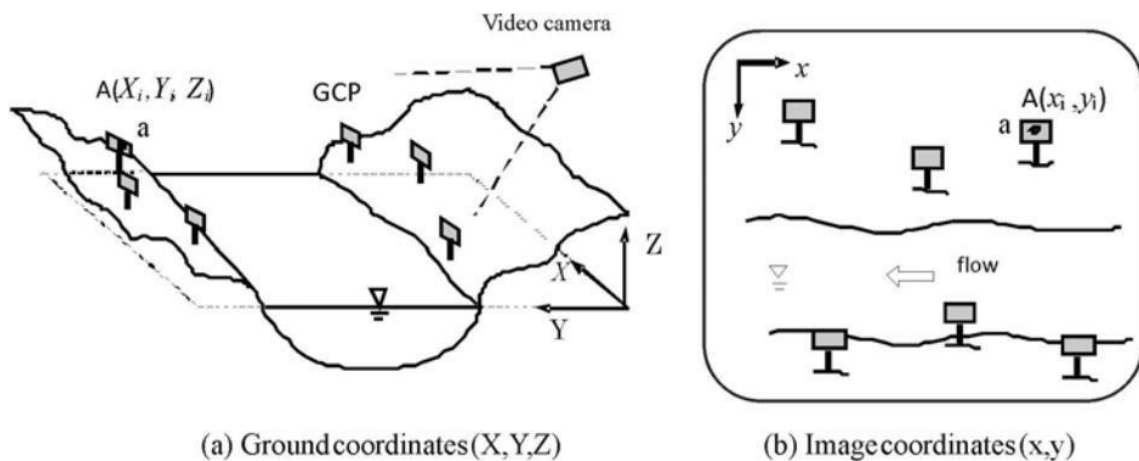 Video camera
A(Xi, Yi, Zi)
GCP
a
Z
X
Y
(a) Ground coordinates (X,Y,Z)
x
y
A(xi ,yi)
a
flow
(b) Image coordinates (x,y)